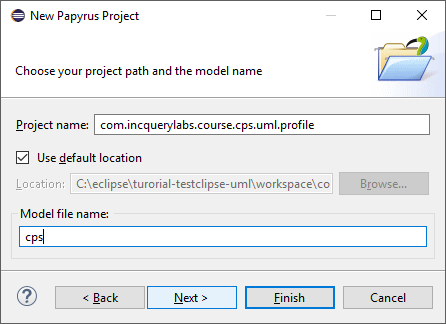 New Papyrus Project
Choose your project path and the model name
Project name: com.incquerylabs.course.cps.uml.profile
Use default location
Location: C:\eclipse\turorial-testclipse-uml\workspace\co Browse...
Model file name:
cps
? < Back Next > Finish Cancel